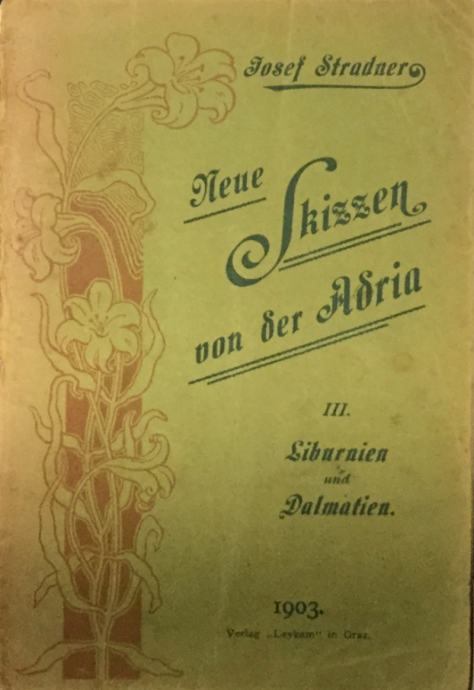 Josef Stradner
Neue
Skizzen
von der Adria
III.
Liburnien
und
Dalmatien.
1903.
Verlag „Leykam“ in Graz.